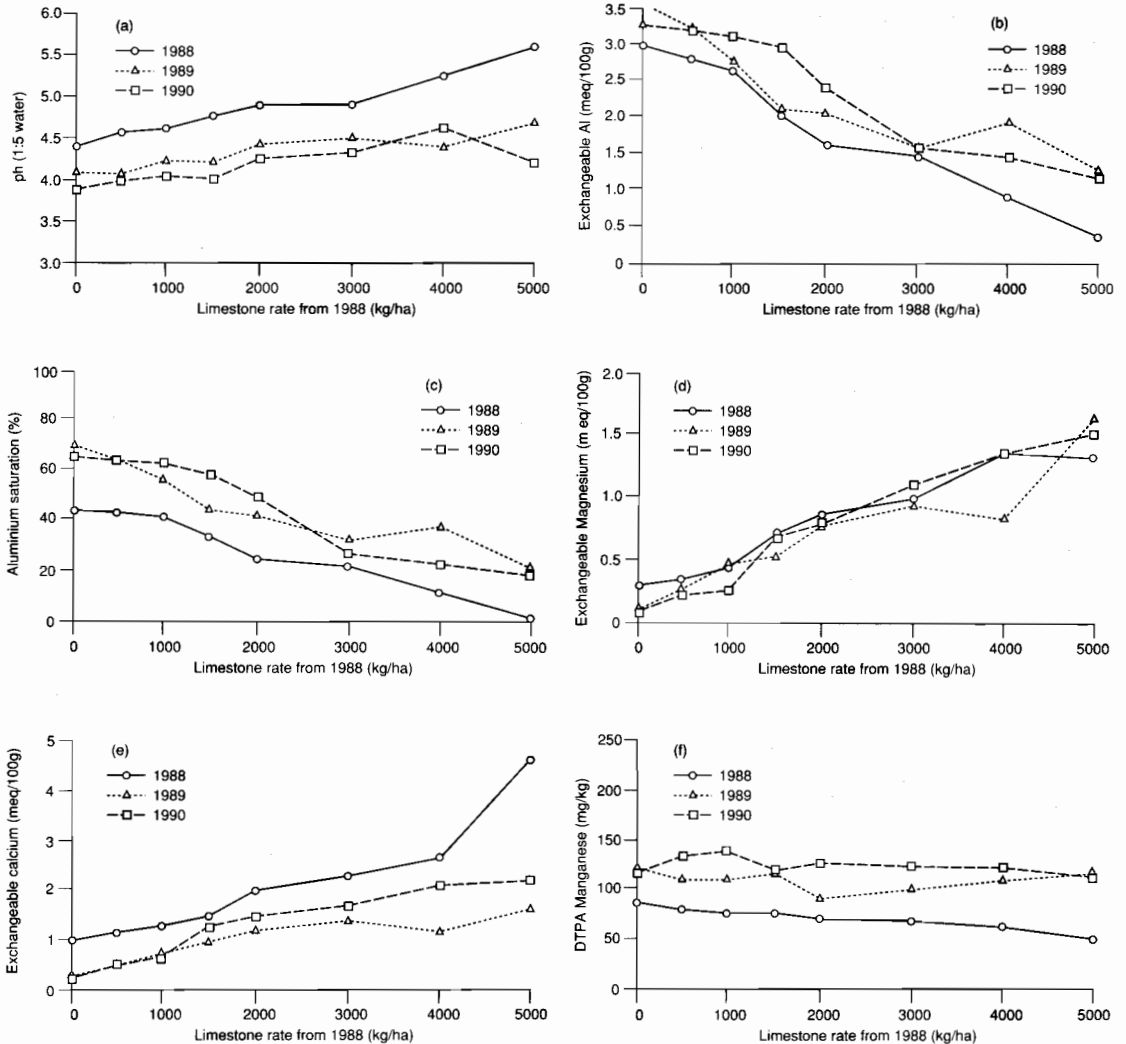 (a)
1988
1989
1990
6.0
5.5
5.0
4.5
4.0
3.5
3.0
ph (1:5 water)
0 1000 2000 3000 4000 5000
Limestone rate from 1988 (kg/ha)
(b)
1988
1989
1990
3.5
3.0
2.5
2.0
1.5
1.0
0.5
0
Exchangeable Al (meq/100g)
0 1000 2000 3000 4000 5000
Limestone rate from 1988 (kg/ha)
(c)
1988
1989
1990
100
80
60
40
20
0
Aluminium saturation (%)
0 1000 2000 3000 4000 5000
Limestone rate from 1988 (kg/ha)
(d)
1988
1989
1990
2.0
1.5
1.0
0.5
0
Exchangeable Magnesium (m eq/100g)
0 1000 2000 3000 4000 5000
Limestone rate from 1988 (kg/ha)
(e)
1988
1989
1990
5
4
3
2
1
0
Exchangeable calcium (meq/100g)
0 1000 2000 3000 4000 5000
Limestone rate from 1988 (kg/ha)
(f)
1988
1989
1990
250
200
150
100
50
0
DTPA Manganese (mg/kg)
0 1000 2000 3000 4000 5000
Limestone rate from 1988 (kg/ha)